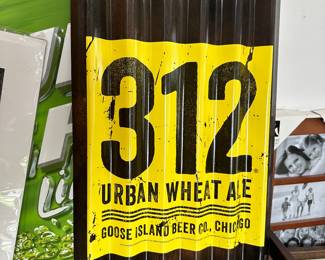 312
URBAN WHEAT ALE
GOOSE ISLAND BEER CO., CHICAGO